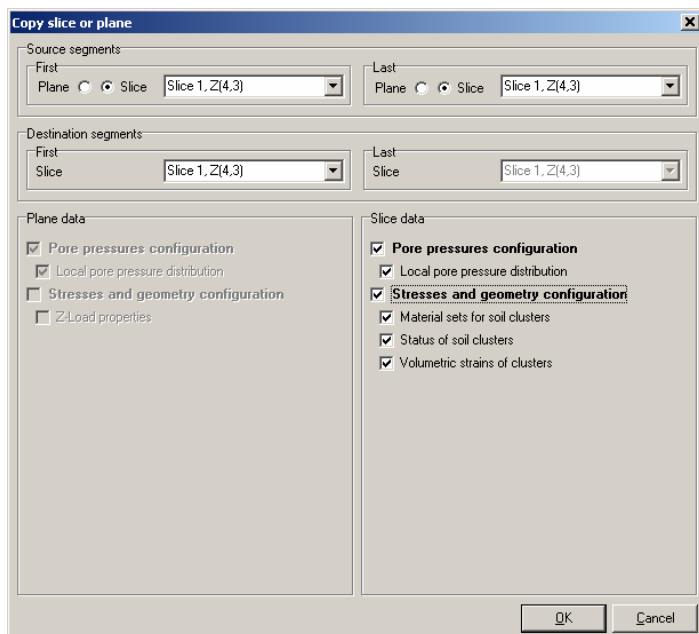 Copy slice or plane
Source segments
First
Plane Slice Slice 1, Z(4,3)
Last
Plane Slice Slice 1, Z(4,3)
Destination segments
First
Slice Slice 1, Z(4,3)
Last
Slice Slice 1, Z(4,3)
Plane data
Pore pressures configuration
Local pore pressure distribution
Stresses and geometry configuration
Z-Load properties
Slice data
Pore pressures configuration
Local pore pressure distribution
Stresses and geometry configuration
Material sets for soil clusters
Status of soil clusters
Volumetric strains of clusters
OK Cancel